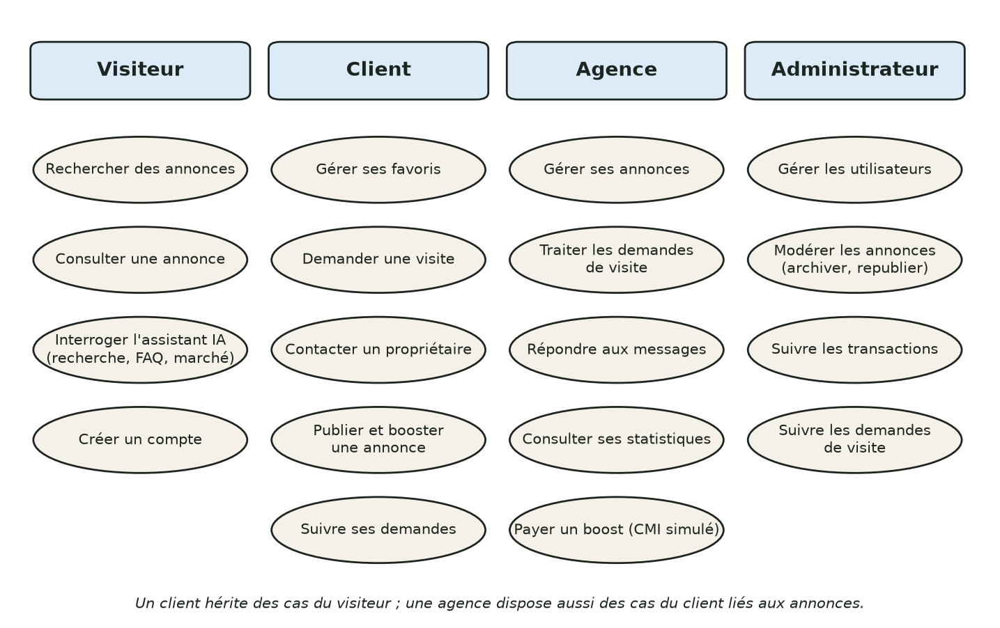 Visiteur
Client
Agence
Administrateur
Rechercher des annonces
Gérer ses favoris
Gérer ses annonces
Gérer les utilisateurs
Consulter une annonce
Demander une visite
Traiter les demandes
de visite
Modérer les annonces
(archiver, republier)
Interroger l'assistant IA
(recherche, FAQ, marché)
Contacter un propriétaire
Répondre aux messages
Suivre les transactions
Créer un compte
Publier et booster
une annonce
Consulter ses statistiques
Suivre les demandes
de visite
Suivre ses demandes
Payer un boost (CMI simulé)
Un client hérite des cas du visiteur ; une agence dispose aussi des cas du client liés aux annonces.